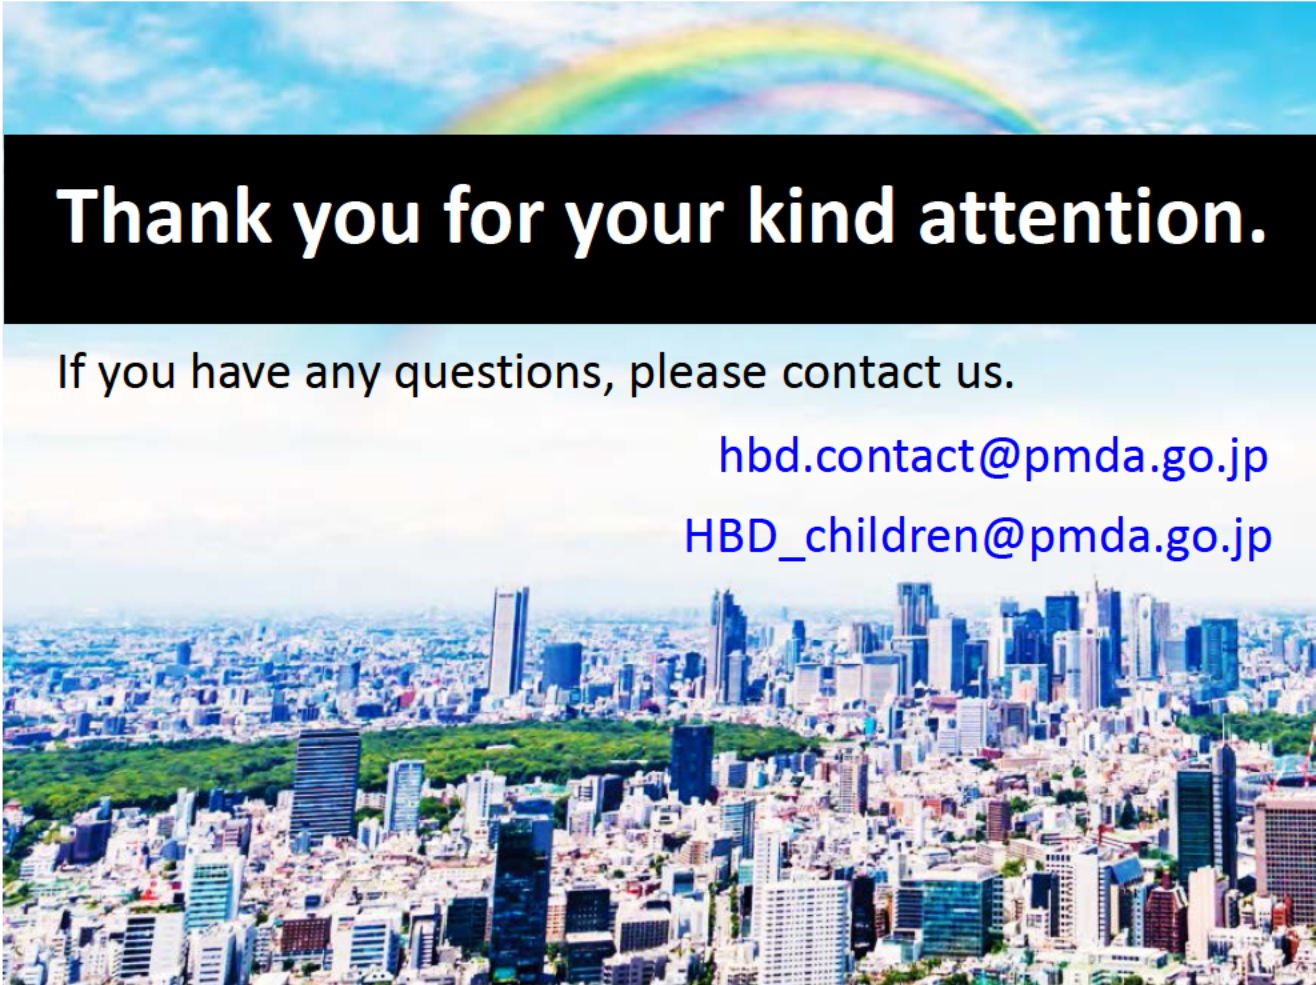 Thank you for your kind attention.
If you have any questions, please contact us.
hbd.contact@pmda.go.jp
HBD_children@pmda.go.jp